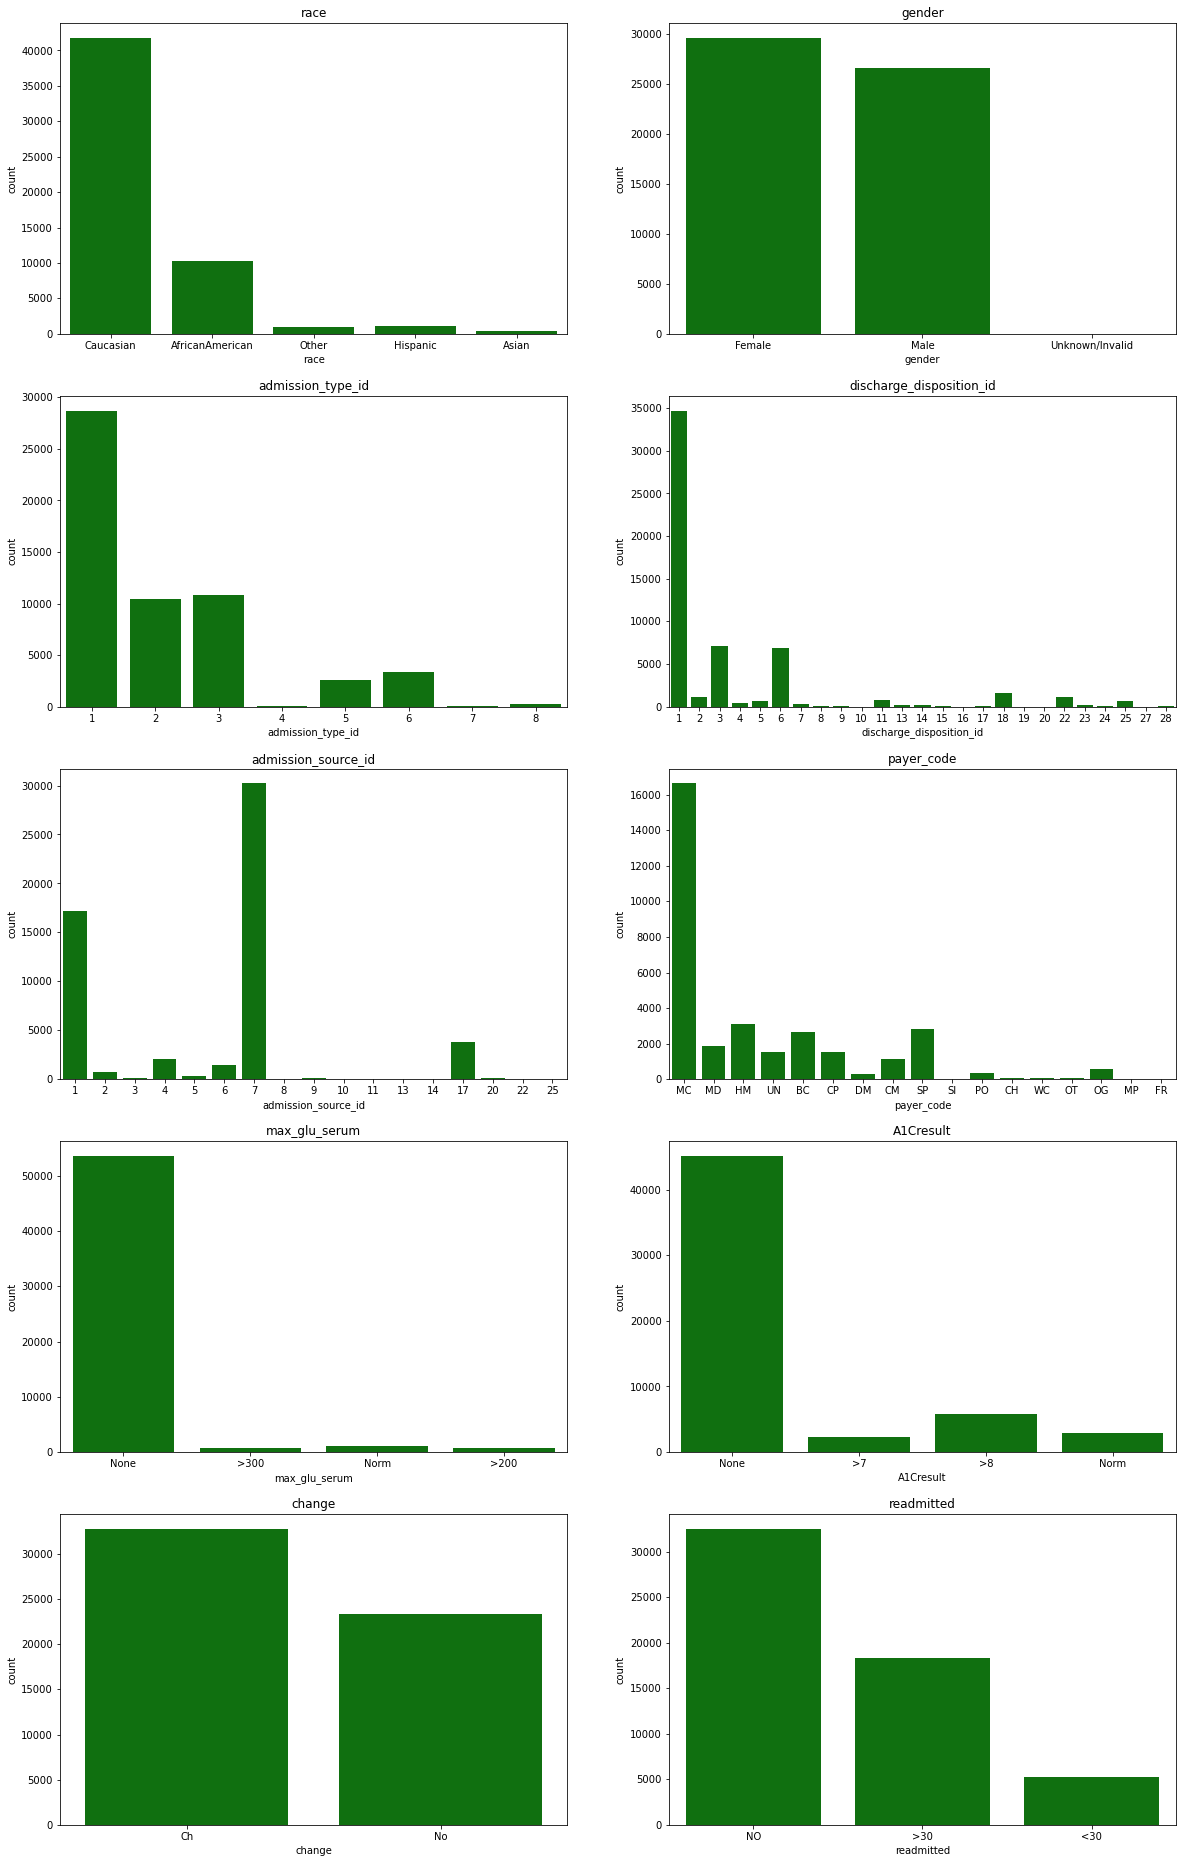 race
count
40000
35000
30000
25000
20000
15000
10000
5000
0
Caucasian AfricanAmerican Other Hispanic Asian
race
gender
count
30000
25000
20000
15000
10000
5000
0
Female Male Unknown/Invalid
gender
admission_type_id
count
30000
25000
20000
15000
10000
5000
0
1 2 3 4 5 6 7 8
admission_type_id
discharge_disposition_id
count
35000
30000
25000
20000
15000
10000
5000
0
1 2 3 4 5 6 7 8 9 10 11 13 14 15 16 17 18 19 20 22 23 24 25 27 28
discharge_disposition_id
admission_source_id
count
30000
25000
20000
15000
10000
5000
0
1 2 3 4 5 6 7 8 9 10 11 13 14 17 20 22 25
admission_source_id
payer_code
count
16000
14000
12000
10000
8000
6000
4000
2000
0
MC MD HM UN BC CP DM CM SP SI PO CH WC OT OG MP FR
payer_code
max_glu_serum
count
50000
40000
30000
20000
10000
0
None >300 Norm >200
max_glu_serum
A1Cresult
count
40000
30000
20000
10000
0
None >7 >8 Norm
A1Cresult
change
count
30000
25000
20000
15000
10000
5000
0
Ch No
change
readmitted
count
30000
25000
20000
15000
10000
5000
0
NO >30 <30
readmitted